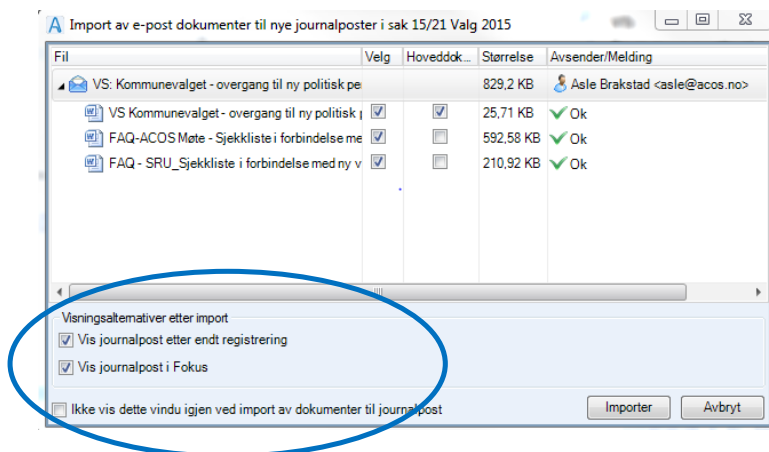 Import av e-post dokumenter til nye journalposter i sak 15/21 Valg 2015
Fil Velg Hoveddok... Størrelse Avsender/Melding
VS: Kommunevalget - overgang til ny politisk pe 829,2 KB Asle Brakstad <asle@acos.no>
VS Kommunevalget - overgang til ny politisk 25,71 KB Ok
FAQ-ACOS Møte - Sjekkliste i forbindelse me 592,58 KB Ok
FAQ - SRU_Sjekkliste i forbindelse med ny v 210,92 KB Ok
Visningsalternativer etter import
Vis journalpost etter endt registrering
Vis journalpost i Fokus
Ikke vis dette vindu igjen ved import av dokumenter til journalpost
Importer Avbryt